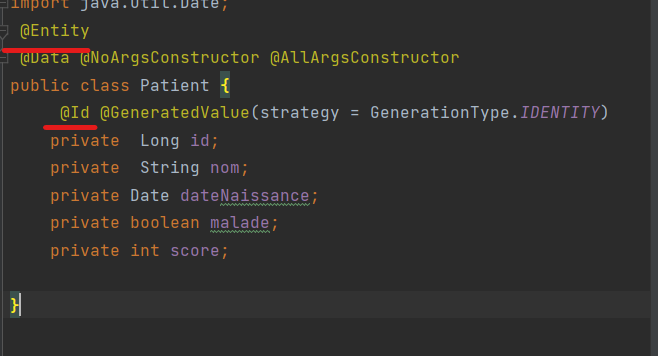 import java.util.Date;
@Entity
@Data @NoArgsConstructor @AllArgsConstructor
public class Patient {
@Id @GeneratedValue(strategy = GenerationType.IDENTITY)
private Long id;
private String nom;
private Date dateNaissance;
private boolean malade;
private int score;
}